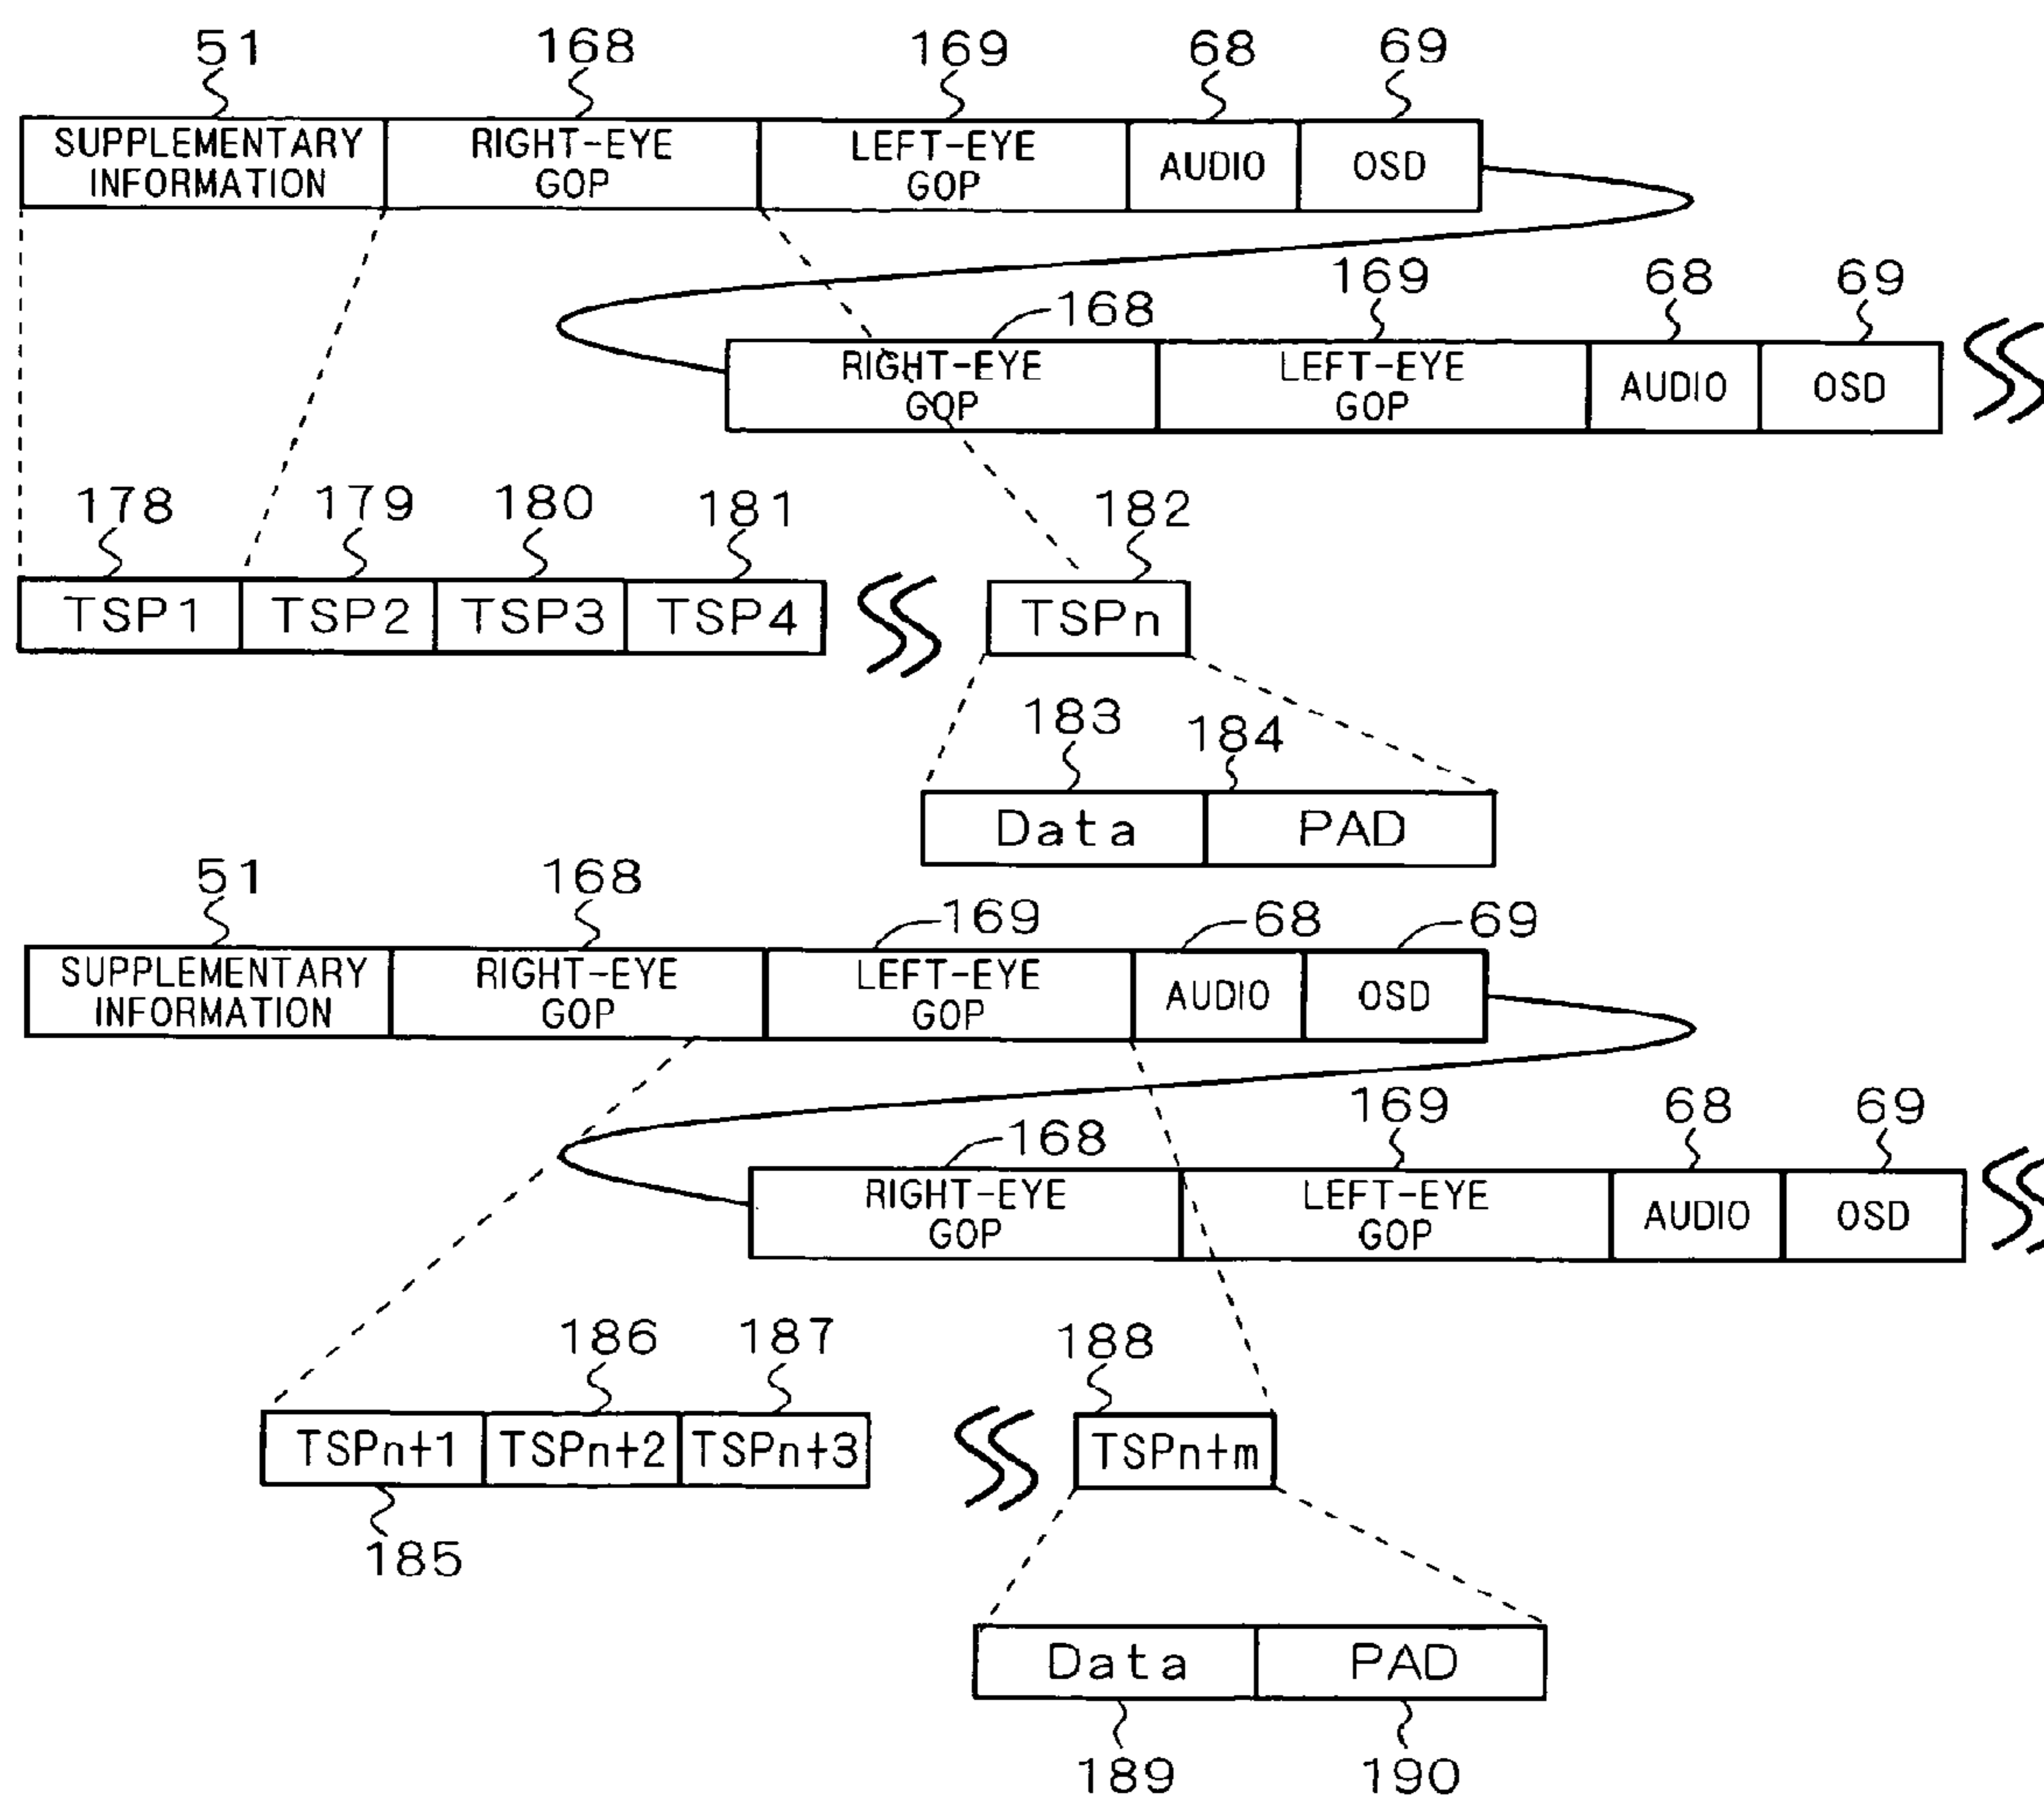 51 168 169 68 69
SUPPLEMENTARY INFORMATION RIGHT-EYE GOP LEFT-EYE GOP AUDIO OSD
168 169 68 69
RIGHT-EYE GOP LEFT-EYE GOP AUDIO OSD
178 179 180 181 182
TSP1 TSP2 TSP3 TSP4 TSPn
183 184
Data PAD
51 168 169 68 69
SUPPLEMENTARY INFORMATION RIGHT-EYE GOP LEFT-EYE GOP AUDIO OSD
168 169 68 69
RIGHT-EYE GOP LEFT-EYE GOP AUDIO OSD
186 187 188
TSPn+1 TSPn+2 TSPn+3 TSPn+m
185
Data PAD
189 190